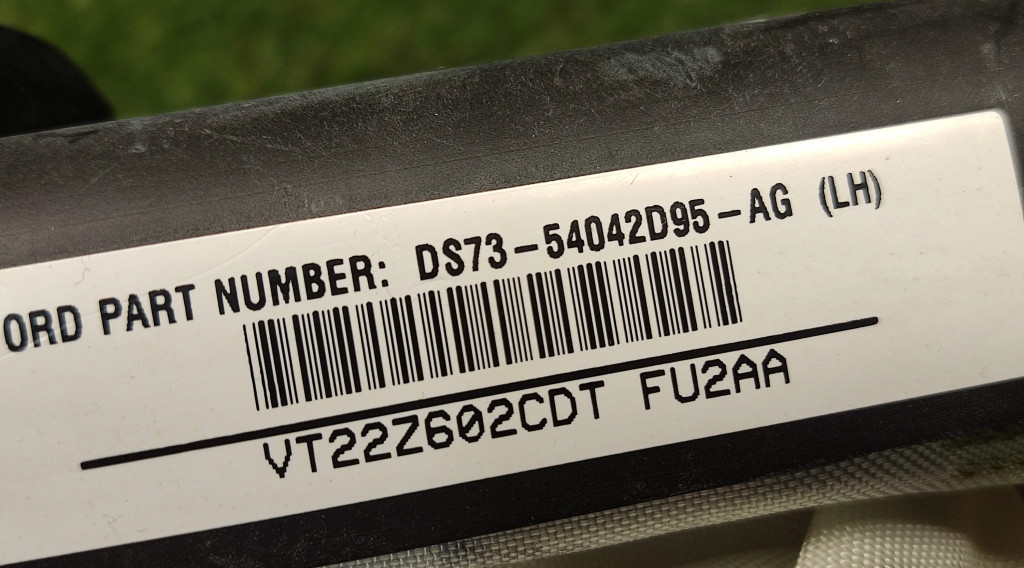 ORD PART NUMBER: DS73-54042D95-AG (LH)
VT22Z602CDT FU2AA